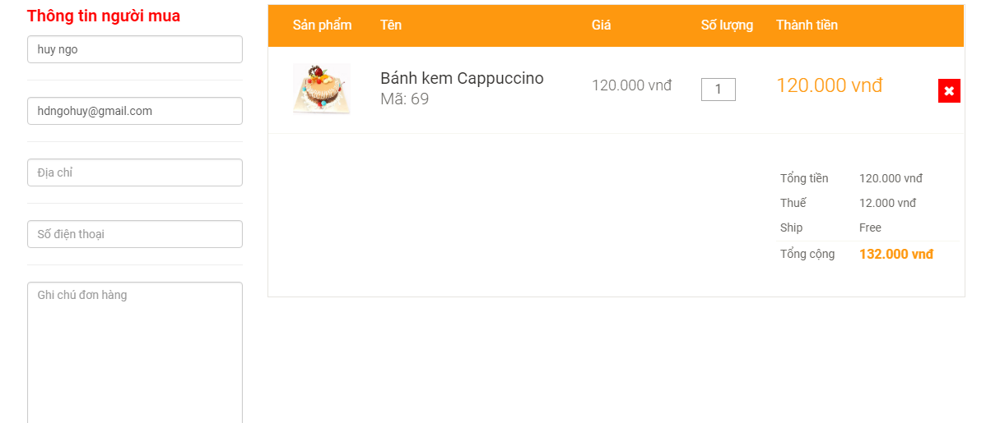 Thông tin người mua
huy ngo
hdngohuy@gmail.com
Địa chỉ
Số điện thoại
Ghi chú đơn hàng
Sản phẩm Tên Giá Số lượng Thành tiền
Bánh kem Cappuccino
Mã: 69
120.000 vnđ 1 120.000 vnđ
Tổng tiền 120.000 vnđ
Thuế 12.000 vnđ
Ship Free
Tổng cộng 132.000 vnđ